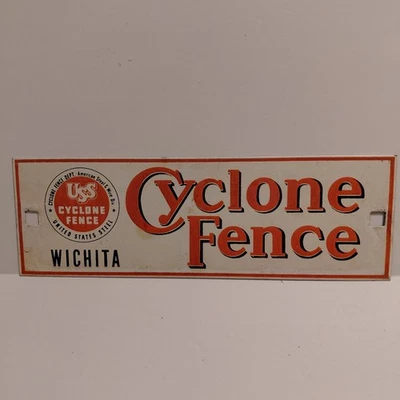 CYCLONE FENCE DEPT. American Steel & Wire Co.
USS
CYCLONE
FENCE
UNITED STATES STEEL
WICHITA
Cyclone
Fence